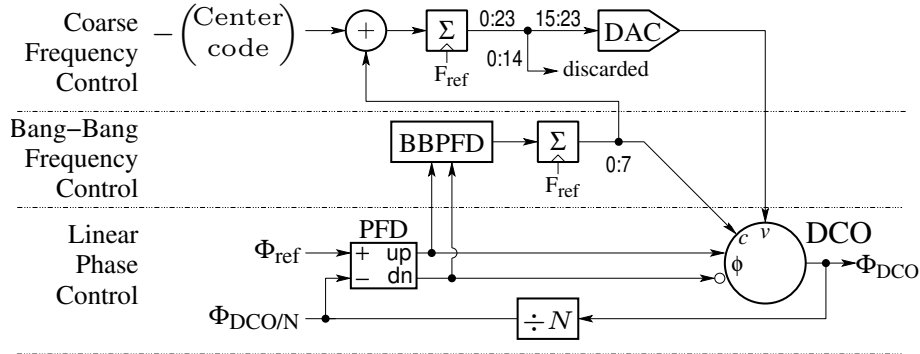 Coarse
Frequency
Control
− (Center code)
+
Σ
F_ref
0:23
15:23
0:14
discarded
DAC
Bang−Bang
Frequency
Control
BBPFD
Σ
F_ref
0:7
Linear
Phase
Control
Φ_ref
PFD
+ up
− dn
c
v
ϕ
DCO
Φ_DCO
Φ_DCO/N
÷N